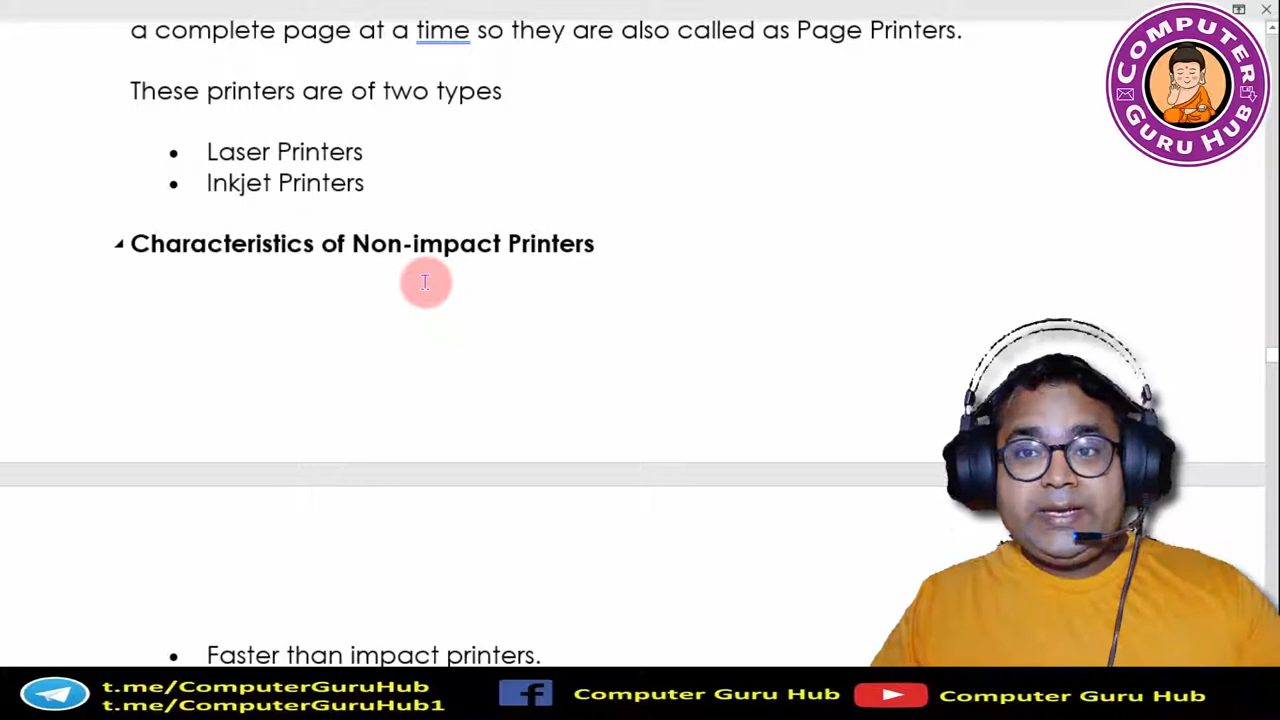 a complete page at a time so they are also called as Page Printers.
These printers are of two types
• Laser Printers
• Inkjet Printers
Characteristics of Non-impact Printers
• Faster than impact printers.
COMPUTER
GURU HUB
t.me/ComputerGuruHub
t.me/ComputerGuruHub1
Computer Guru Hub
Computer Guru Hub